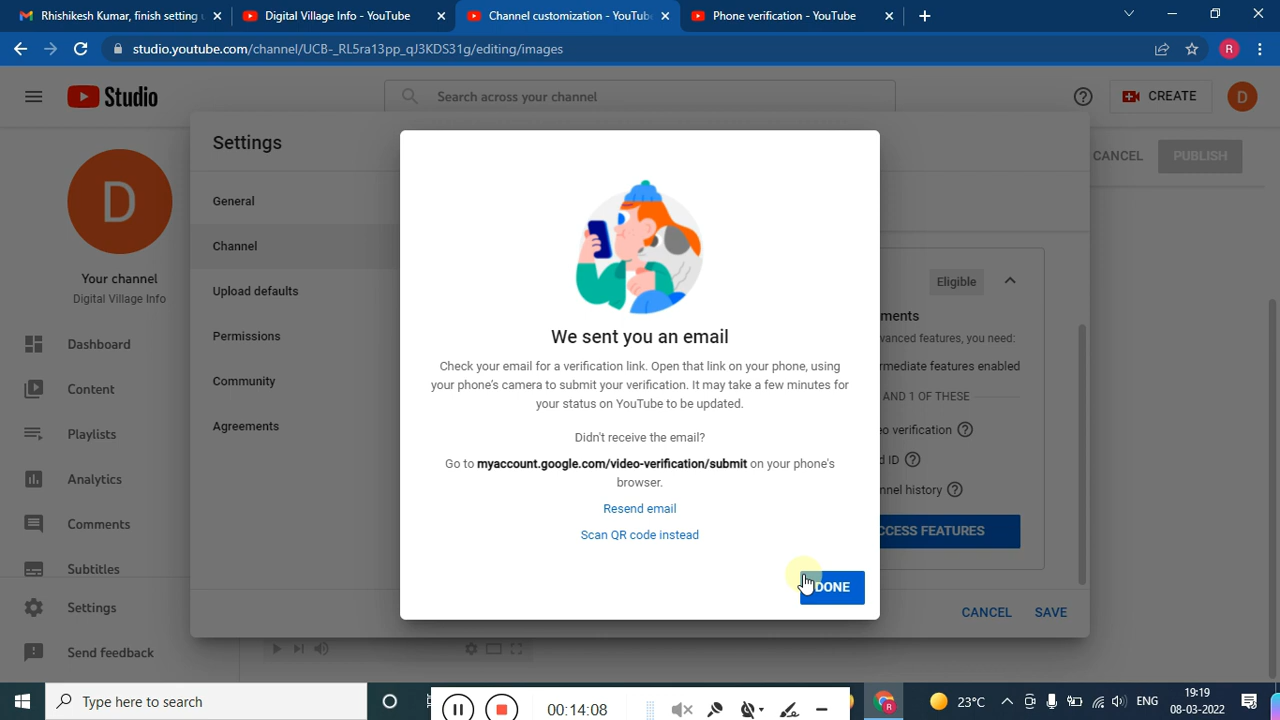 Rhishikesh Kumar, finish setting u
Digital Village Info - YouTube
Channel customization - YouTube
Phone verification - YouTube
studio.youtube.com/channel/UCB-_RL5ra13pp_qJ3KDS31g/editing/images
R
Studio
Search across your channel
CREATE
D
Settings
CANCEL
PUBLISH
D
General
Channel
Upload defaults
Permissions
Community
Agreements
Your channel
Digital Village Info
Dashboard
Content
Playlists
Analytics
Comments
Subtitles
Settings
Send feedback
We sent you an email
Check your email for a verification link. Open that link on your phone, using
your phone's camera to submit your verification. It may take a few minutes for
your status on YouTube to be updated.
Didn't receive the email?
Go to myaccount.google.com/video-verification/submit on your phone's
browser.
Resend email
Scan QR code instead
DONE
Eligible
ments
vanced features, you need:
rmediate features enabled
AND 1 OF THESE
eo verification
d ID
nnel history
CCESS FEATURES
CANCEL
SAVE
Type here to search
00:14:08
R
23°C
ENG
19:19
08-03-2022